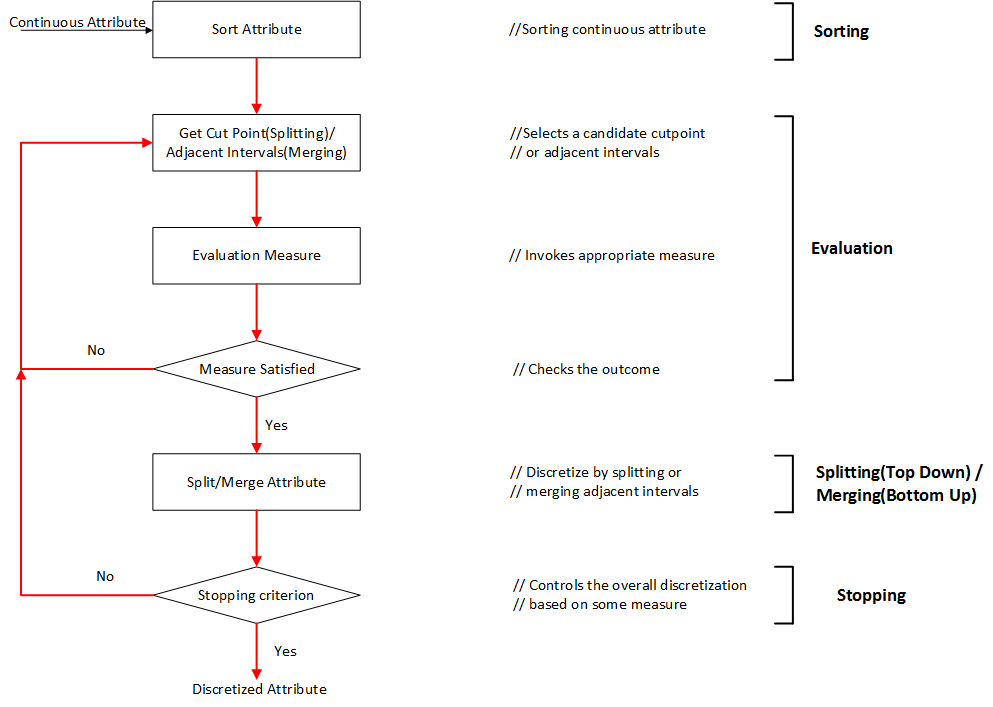 Continuous Attribute
Sort Attribute
//Sorting continuous attribute
Sorting
Get Cut Point(Splitting)/
Adjacent Intervals(Merging)
//Selects a candidate cutpoint
// or adjacent intervals
Evaluation
Evaluation Measure
// Invokes appropriate measure
No
Measure Satisfied
// Checks the outcome
Yes
Split/Merge Attribute
// Discretize by splitting or
// merging adjacent intervals
Splitting(Top Down) /
Merging(Bottom Up)
No
Stopping criterion
// Controls the overall discretization
// based on some measure
Stopping
Yes
Discretized Attribute